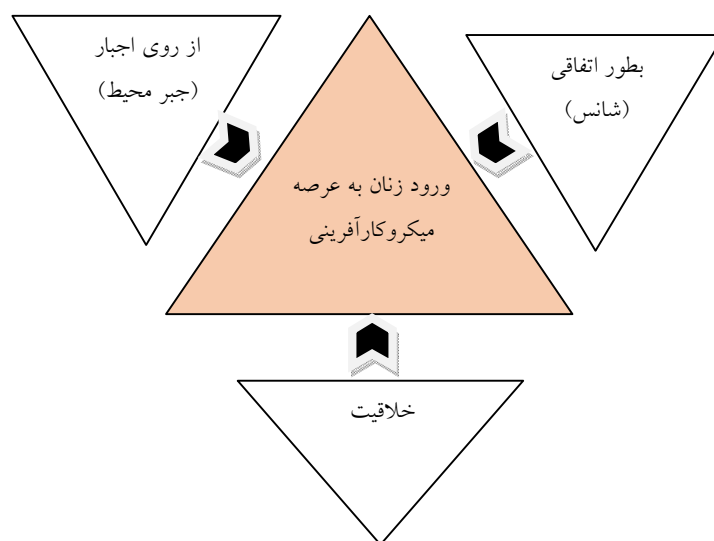 بطور اتفاقی
(شانس)
از روی اجبار
(جبر محیط)
ورود زنان به عرصه
میکروکارآفرینی
خلاقیت